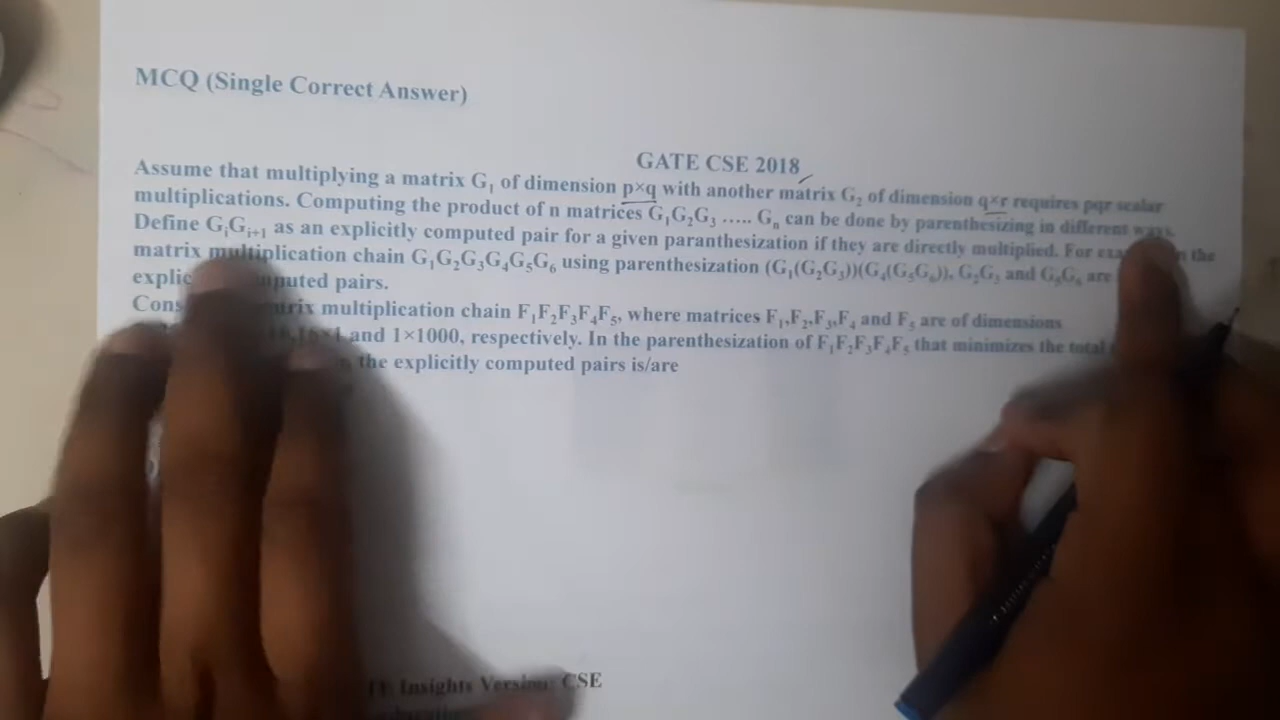 MCQ (Single Correct Answer)
GATE CSE 2018
Assume that multiplying a matrix G₁ of dimension p×q with another matrix G₂ of dimension q×r requires pqr scalar
multiplications. Computing the product of n matrices G₁G₂G₃ ..... Gₙ can be done by parenthesizing in different ways.
Define GᵢGᵢ₊₁ as an explicitly computed pair for a given paranthesization if they are directly multiplied. For the
matrix multiplication chain G₁G₂G₃G₄G₅G₆ using parenthesization (G₁(G₂G₃))(G₄(G₅G₆)), G₂G₃ and G₅G₆ are
pairs.
multiplication chain F₁F₂F₃F₄F₅, where matrices F₁,F₂,F₃,F₄ and F₅ are of dimensions
and 1×1000, respectively. In the parenthesization of F₁F₂F₃F₄F₅ that minimizes the total
the explicitly computed pairs is/are
Insights Version: CSE